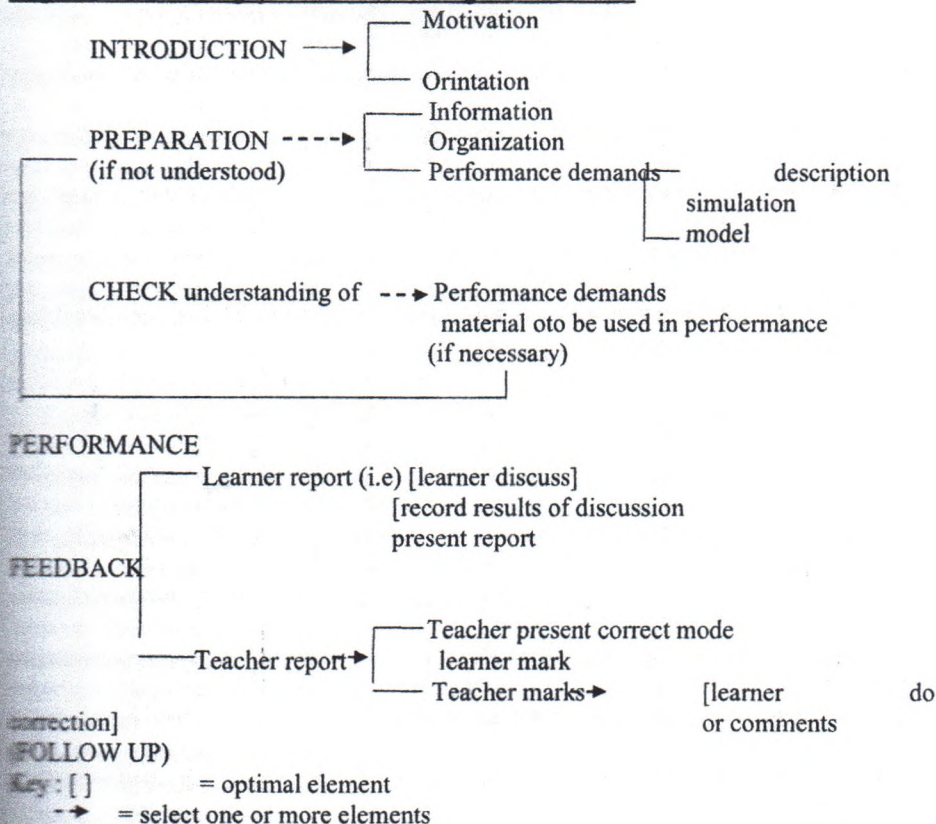 Motivation
INTRODUCTION
Orintation
Information
PREPARATION Organization
(if not understood) Performance demands description
simulation
model
CHECK understanding of Performance demands
material oto be used in perfoermance
(if necessary)
PERFORMANCE
Learner report (i.e) [learner discuss]
[record results of discussion
present report
FEEDBACK
Teacher present correct mode
Teacher report learner mark
Teacher marks [learner do
correction] or comments
(FOLLOW UP)
Key : [ ] = optimal element
= select one or more elements